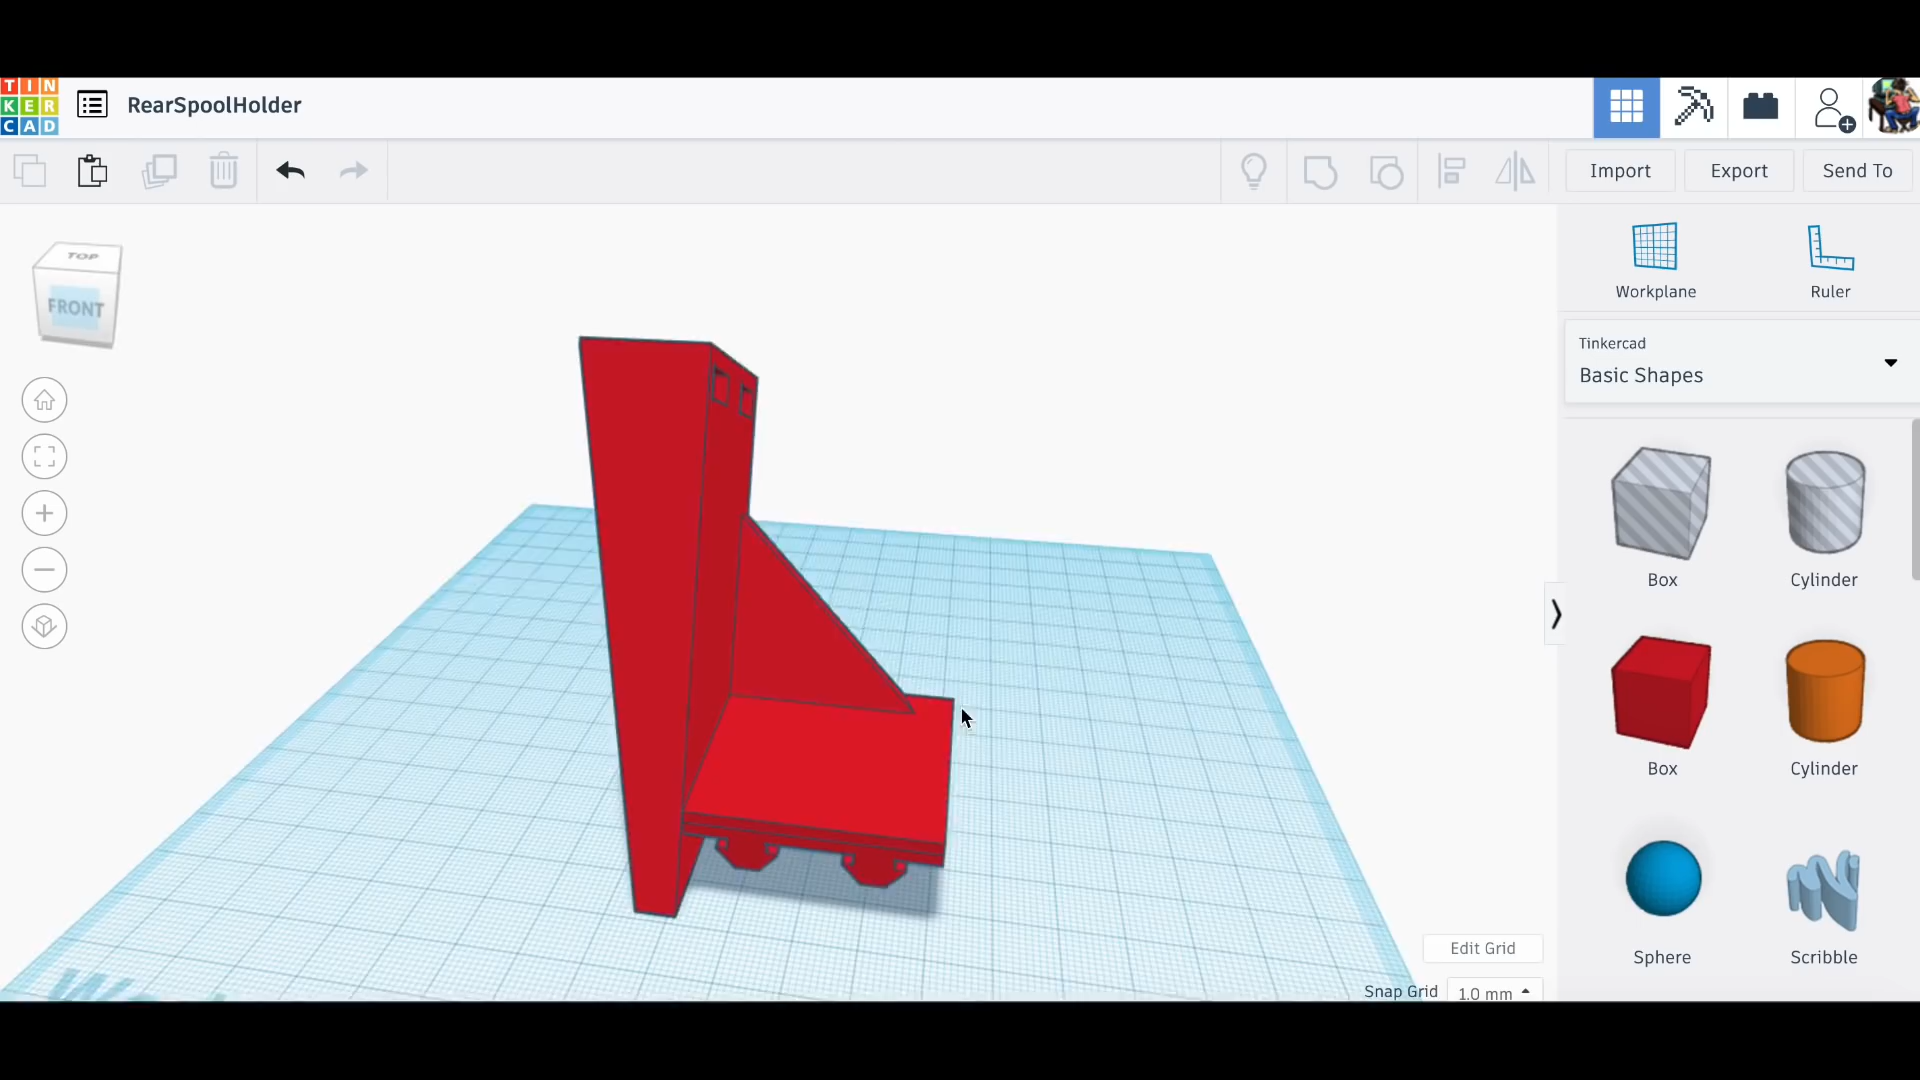 TIN
KER
CAD
RearSpoolHolder
Import
Export
Send To
TOP
FRONT
Workplane
Ruler
Tinkercad
Basic Shapes
Box
Cylinder
Box
Cylinder
Sphere
Scribble
Edit Grid
Snap Grid
1.0 mm